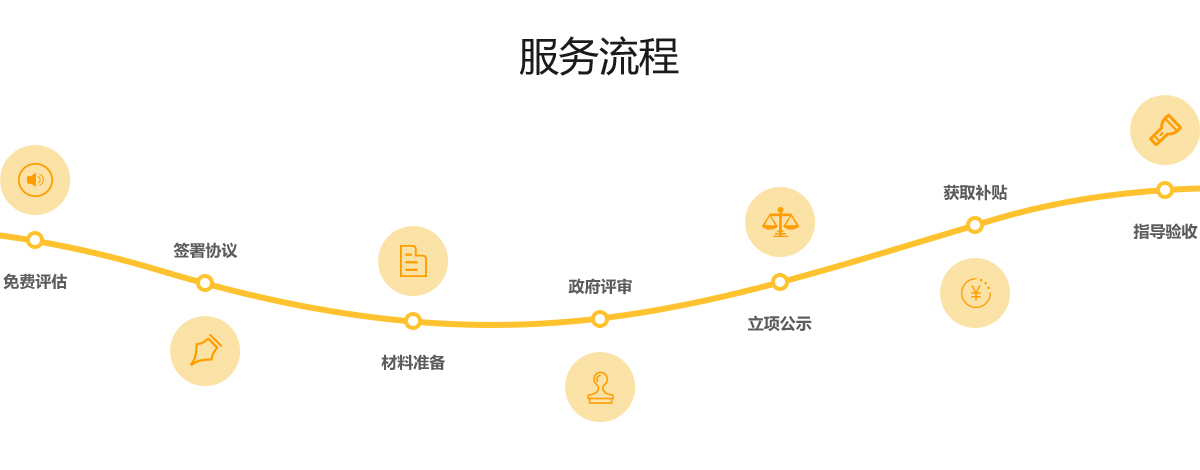 服务流程
免费评估
签署协议
材料准备
政府评审
立项公示
获取补贴
指导验收